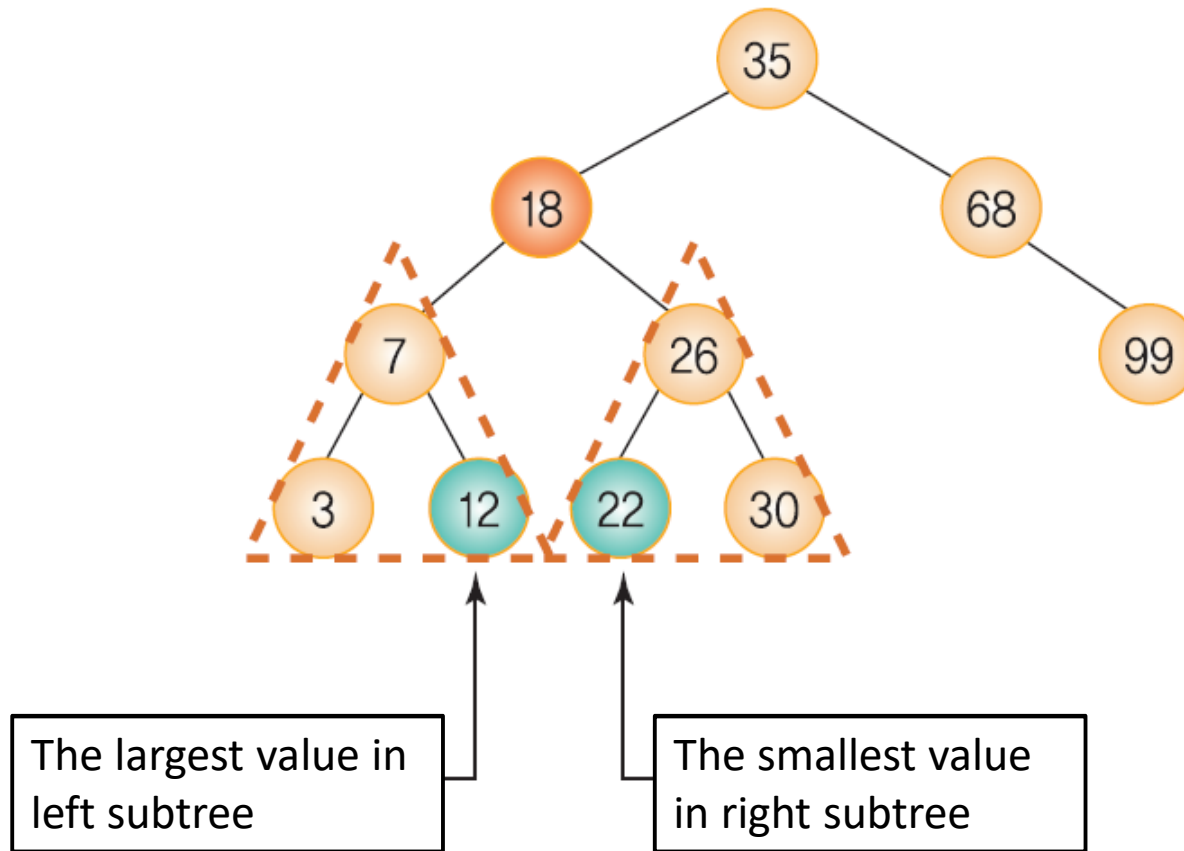 35
18
68
7
26
99
3
12
22
30
The largest value in
left subtree
The smallest value
in right subtree